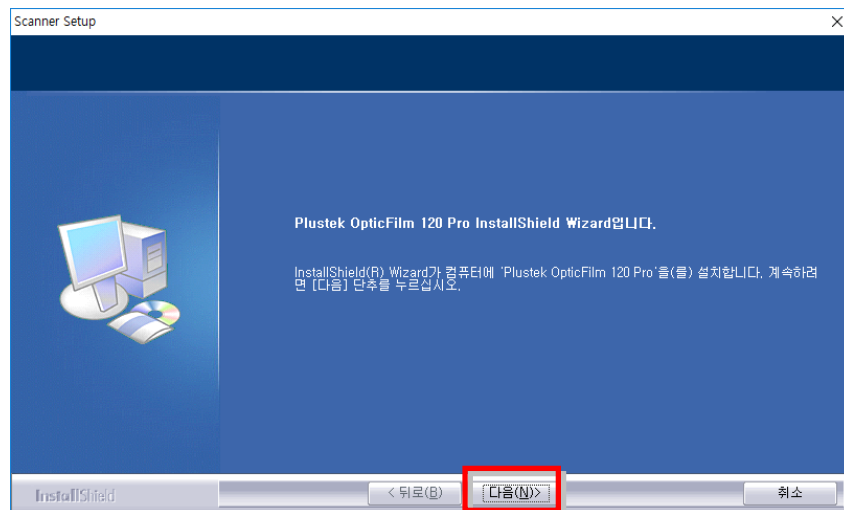 Scanner Setup
Plustek OpticFilm 120 Pro InstallShield Wizard입니다.
InstallShield(R) Wizard가 컴퓨터에 'Plustek OpticFilm 120 Pro'을(를) 설치합니다. 계속하려
면 [다음] 단추를 누르십시오.
InstallShield
< 뒤로(B) 다음(N)> 취소